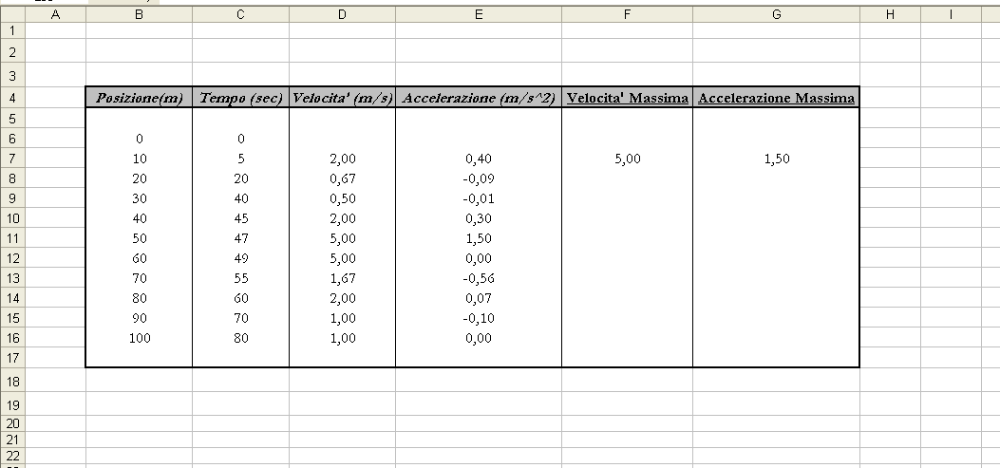 A B C D E F G H I
1
2
3
4 Posizione(m) Tempo (sec) Velocita' (m/s) Accelerazione (m/s^2) Velocita' Massima Accelerazione Massima
5
6 0 0
7 10 5 2,00 0,40 5,00 1,50
8 20 20 0,67 -0,09
9 30 40 0,50 -0,01
10 40 45 2,00 0,30
11 50 47 5,00 1,50
12 60 49 5,00 0,00
13 70 55 1,67 -0,56
14 80 60 2,00 0,07
15 90 70 1,00 -0,10
16 100 80 1,00 0,00
17
18
19
20
21
22